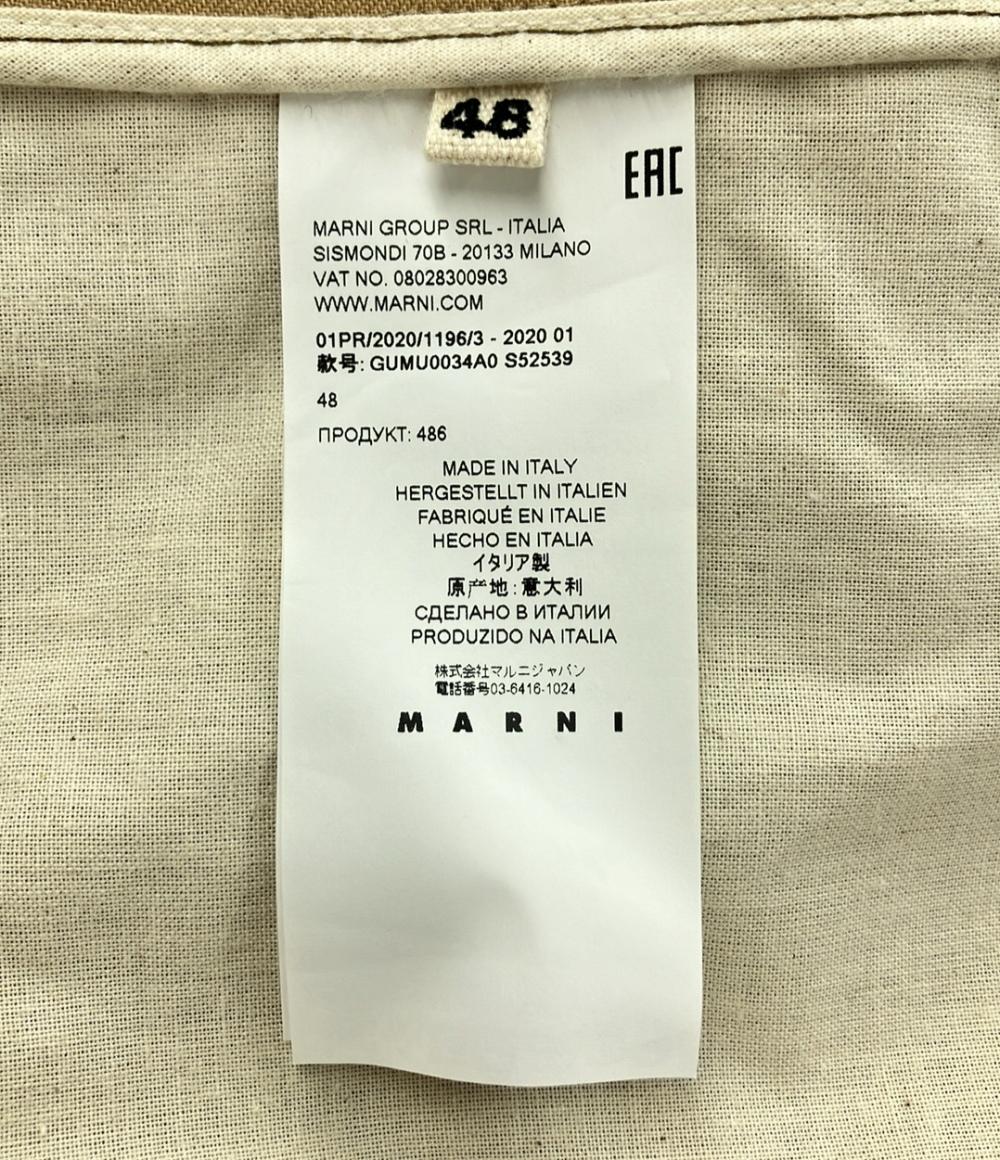 48
EAC
MARNI GROUP SRL - ITALIA
SISMONDI 70B - 20133 MILANO
VAT NO. 08028300963
WWW.MARNI.COM
01PR/2020/1196/3 - 2020 01
款号: GUMU0034A0 S52539
48
ПРОДУКТ: 486
MADE IN ITALY
HERGESTELLT IN ITALIEN
FABRIQUÉ EN ITALIE
HECHO EN ITALIA
イタリア製
原产地:意大利
СДЕЛАНО В ИТАЛИИ
PRODUZIDO NA ITALIA
株式会社マルニジャパン
電話番号03-6416-1024
MARNI